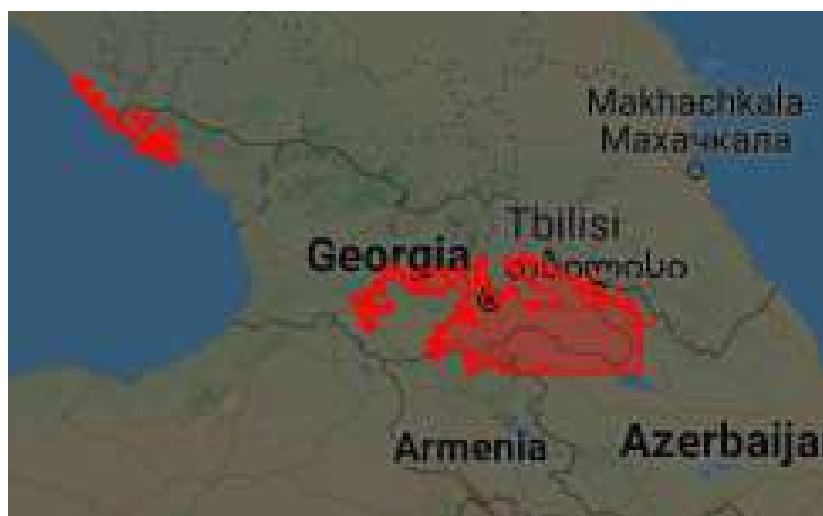 Makhachkala
Махачкала
Tbilisi
თბილისი
Georgia
Armenia
Azerbaija